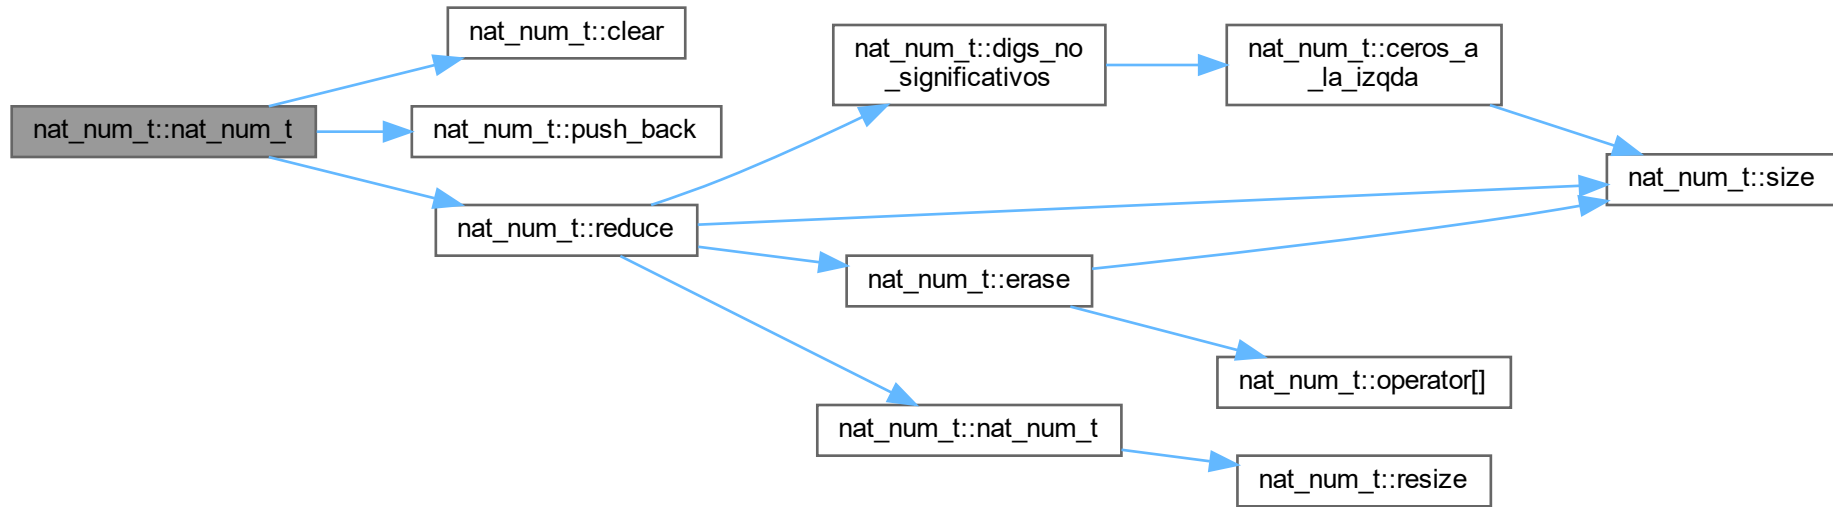 nat_num_t::clear
nat_num_t::nat_num_t
nat_num_t::push_back
nat_num_t::reduce
nat_num_t::digs_no
_significativos
nat_num_t::ceros_a
_la_izqda
nat_num_t::size
nat_num_t::erase
nat_num_t::operator[]
nat_num_t::nat_num_t
nat_num_t::resize